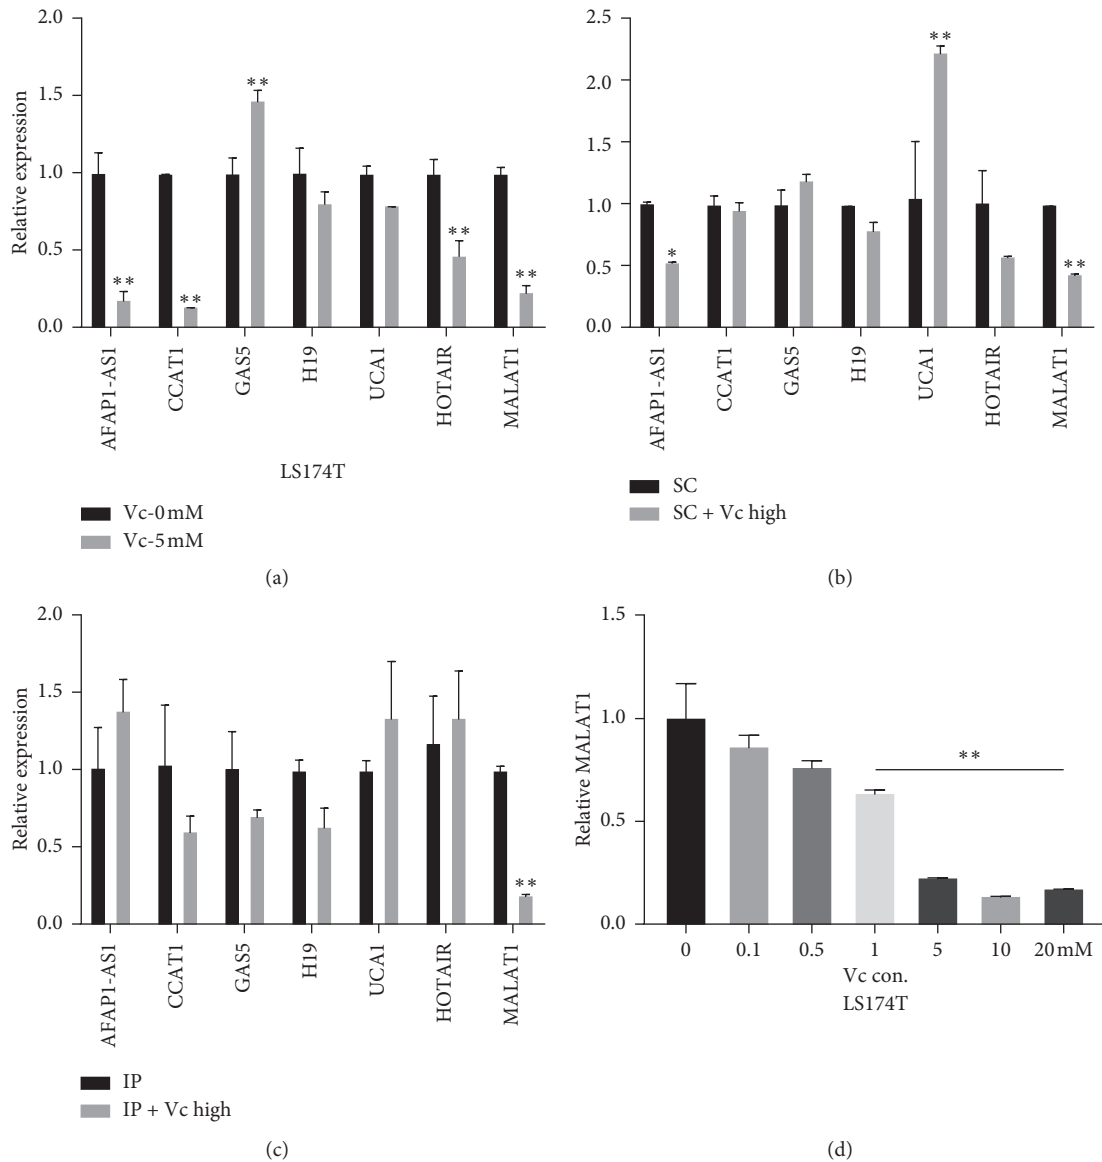 Relative expression
2.0
1.5
1.0
0.5
0.0
**
**
**
**
**
AFAP1-AS1
CCAT1
GAS5
H19
UCA1
HOTAIR
MALAT1
LS174T
Vc-0 mM
Vc-5 mM
(a)
2.5
2.0
1.5
1.0
0.5
0.0
*
**
**
AFAP1-AS1
CCAT1
GAS5
H19
UCA1
HOTAIR
MALAT1
SC
SC + Vc high
(b)
Relative expression
2.0
1.5
1.0
0.5
0.0
**
AFAP1-AS1
CCAT1
GAS5
H19
UCA1
HOTAIR
MALAT1
IP
IP + Vc high
(c)
Relative MALAT1
1.5
1.0
0.5
0.0
**
0 0.1 0.5 1 5 10 20 mM
Vc con.
LS174T
(d)